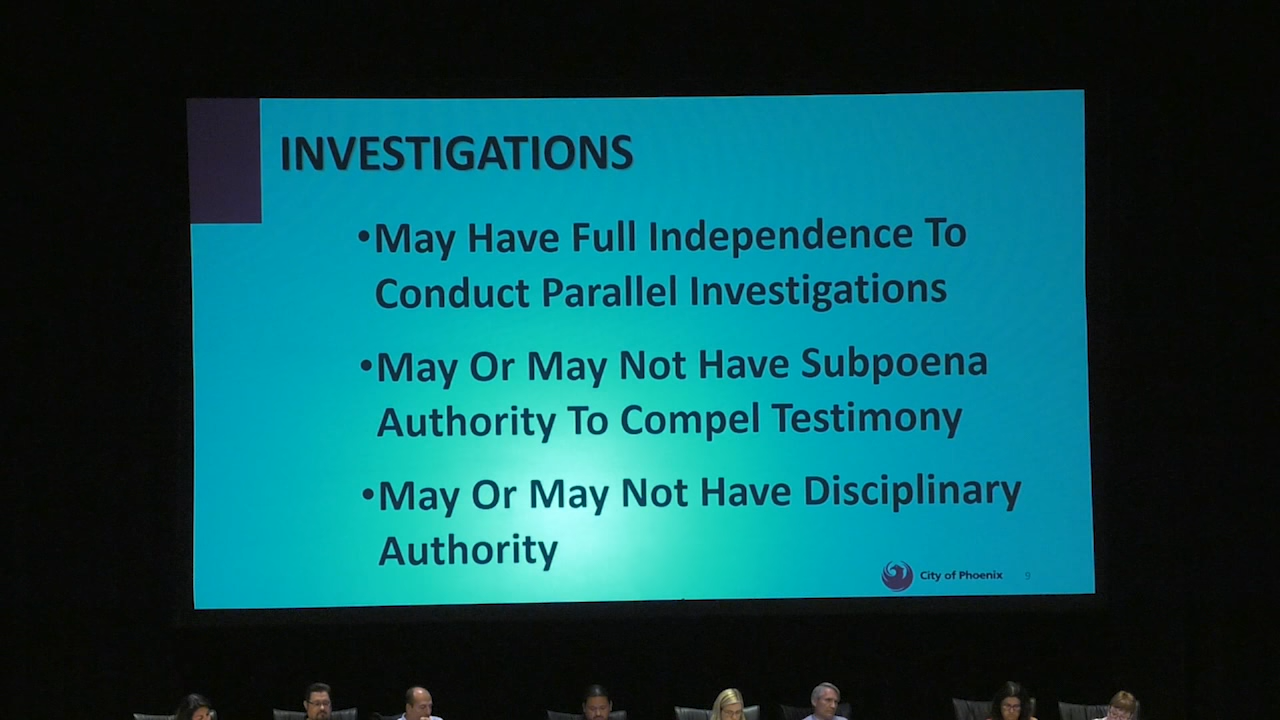 INVESTIGATIONS
•May Have Full Independence To
Conduct Parallel Investigations
•May Or May Not Have Subpoena
Authority To Compel Testimony
•May Or May Not Have Disciplinary
Authority
City of Phoenix 9